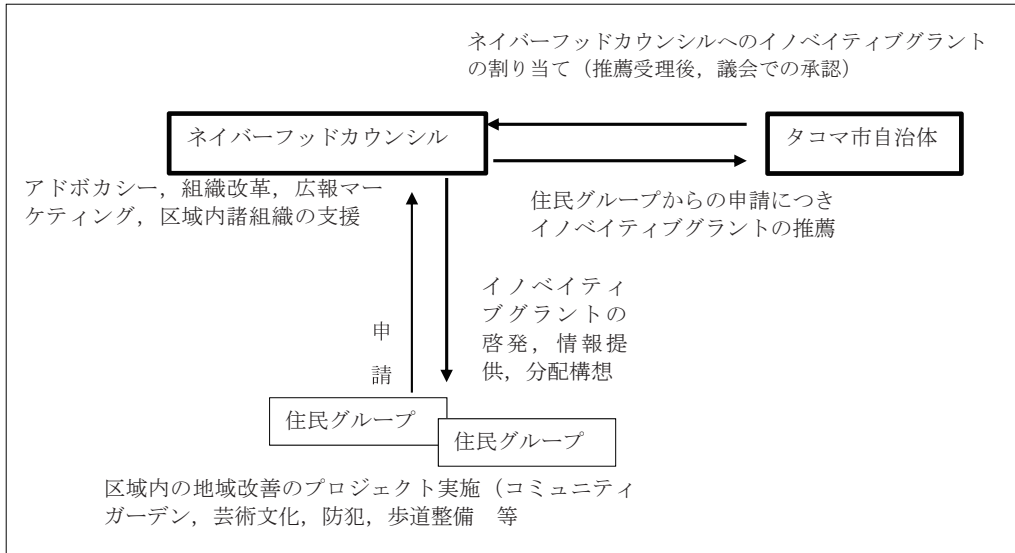 ネイバーフッドカウンシルへのイノベイティブグラント
の割り当て（推薦受理後，議会での承認）
ネイバーフッドカウンシル
タコマ市自治体
アドボカシー，組織改革，広報マー
ケティング，区域内諸組織の支援
住民グループからの申請につき
イノベイティブグラントの推薦
イノベイティ
ブグラントの
啓発，情報提
供，分配構想
申
請
住民グループ
住民グループ
区域内の地域改善のプロジェクト実施（コミュニティ
ガーデン，芸術文化，防犯，歩道整備　等